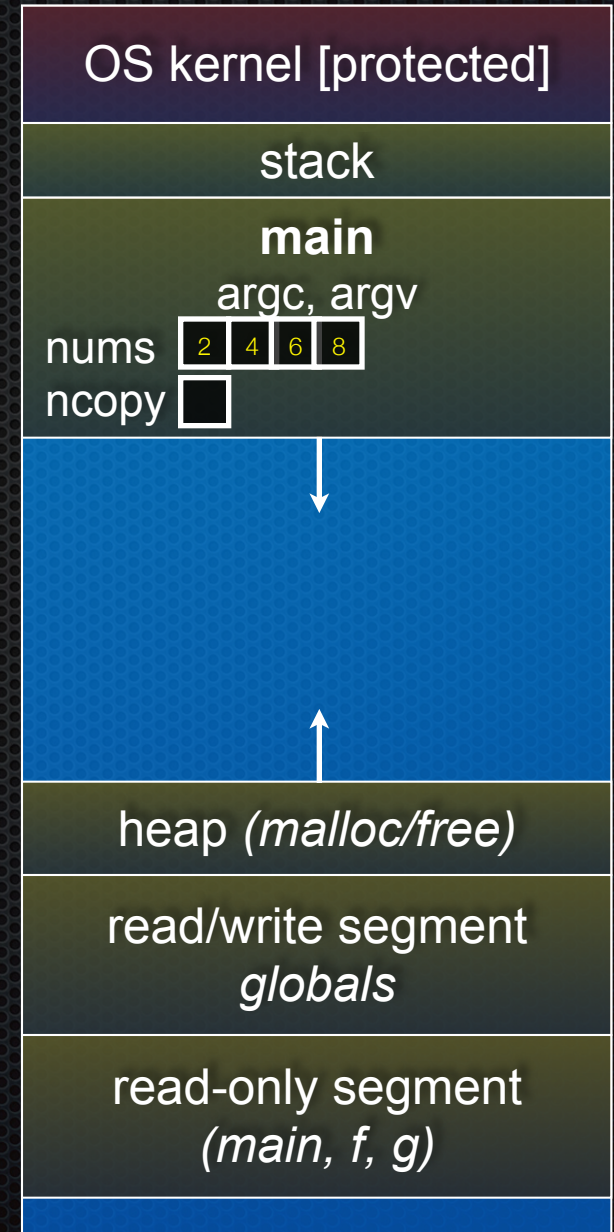 OS kernel [protected]
stack
main
argc, argv
nums 2 4 6 8
ncopy
heap (malloc/free)
read/write segment
globals
read-only segment
(main, f, g)